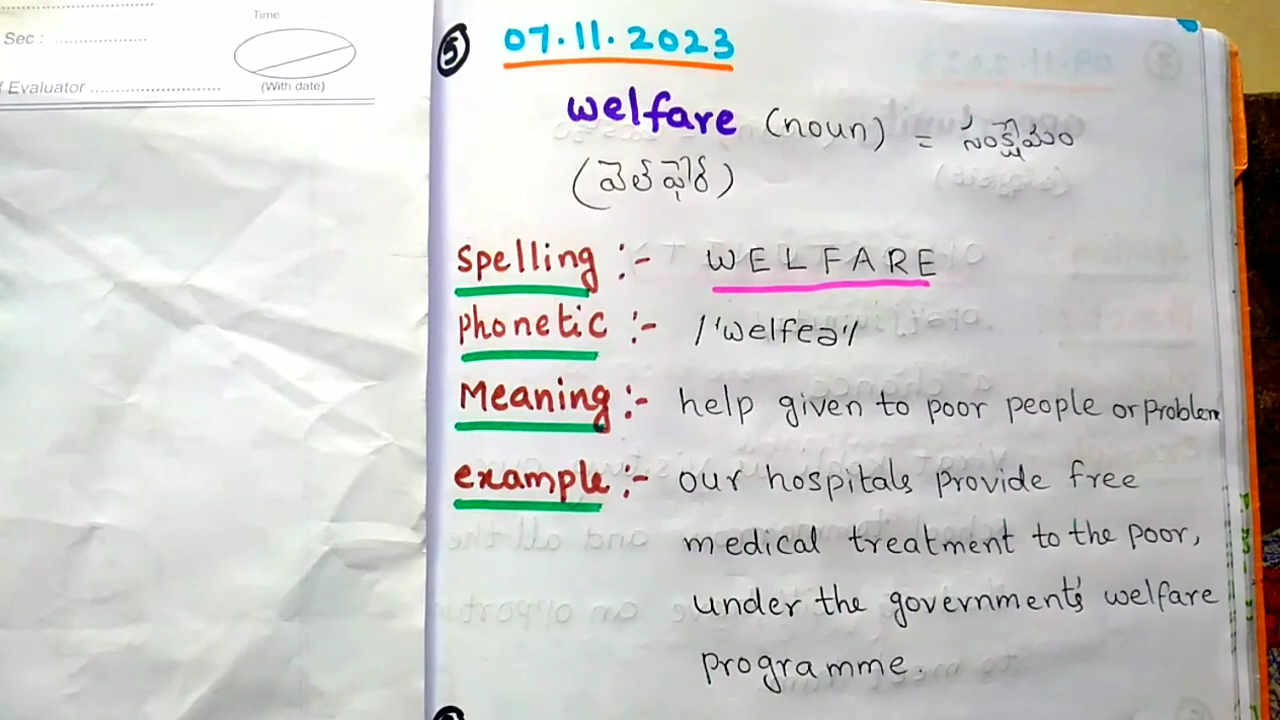 Time
Sec : ....................
f Evaluator ..............................
(With date)
5 07.11.2023
welfare (noun) = సంక్షేమం
(వెల్ఫేర్)
Spelling :- WELFARE
phonetic :- /'welfeə'/
Meaning :- help given to poor people or problem
example :- our hospitals provide free
medical treatment to the poor,
under the government's welfare
programme.